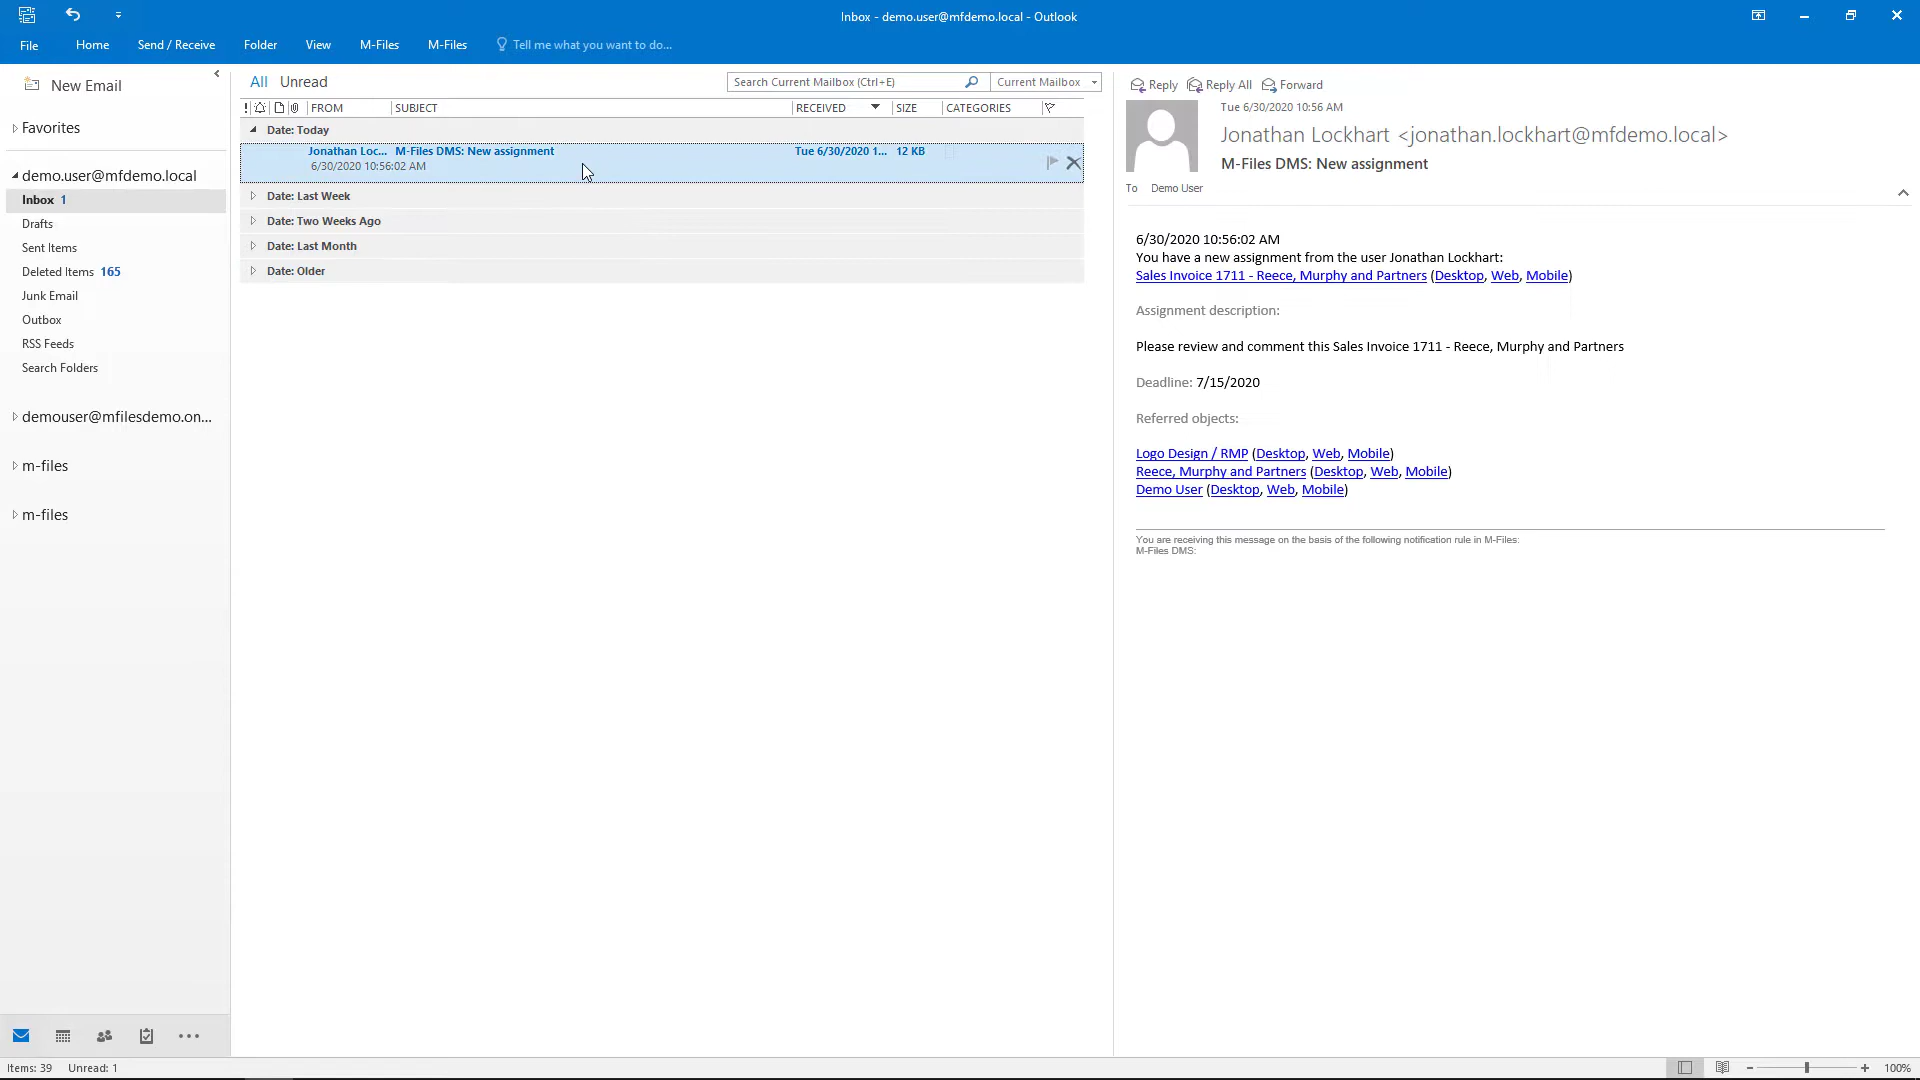 Inbox - demo.user@mfdemo.local - Outlook
File Home Send / Receive Folder View M-Files M-Files Tell me what you want to do...
New Email
Favorites
demo.user@mfdemo.local
Inbox 1
Drafts
Sent Items
Deleted Items 165
Junk Email
Outbox
RSS Feeds
Search Folders
demouser@mfilesdemo.on...
m-files
m-files
All Unread
Search Current Mailbox (Ctrl+E) Current Mailbox
! FROM SUBJECT RECEIVED SIZE CATEGORIES
Date: Today
Jonathan Loc... M-Files DMS: New assignment Tue 6/30/2020 1... 12 KB
6/30/2020 10:56:02 AM
Date: Last Week
Date: Two Weeks Ago
Date: Last Month
Date: Older
Reply Reply All Forward
Tue 6/30/2020 10:56 AM
Jonathan Lockhart <jonathan.lockhart@mfdemo.local>
M-Files DMS: New assignment
To Demo User
6/30/2020 10:56:02 AM
You have a new assignment from the user Jonathan Lockhart:
Sales Invoice 1711 - Reece, Murphy and Partners (Desktop, Web, Mobile)
Assignment description:
Please review and comment this Sales Invoice 1711 - Reece, Murphy and Partners
Deadline: 7/15/2020
Referred objects:
Logo Design / RMP (Desktop, Web, Mobile)
Reece, Murphy and Partners (Desktop, Web, Mobile)
Demo User (Desktop, Web, Mobile)
You are receiving this message on the basis of the following notification rule in M-Files:
M-Files DMS:
Items: 39 Unread: 1
100%